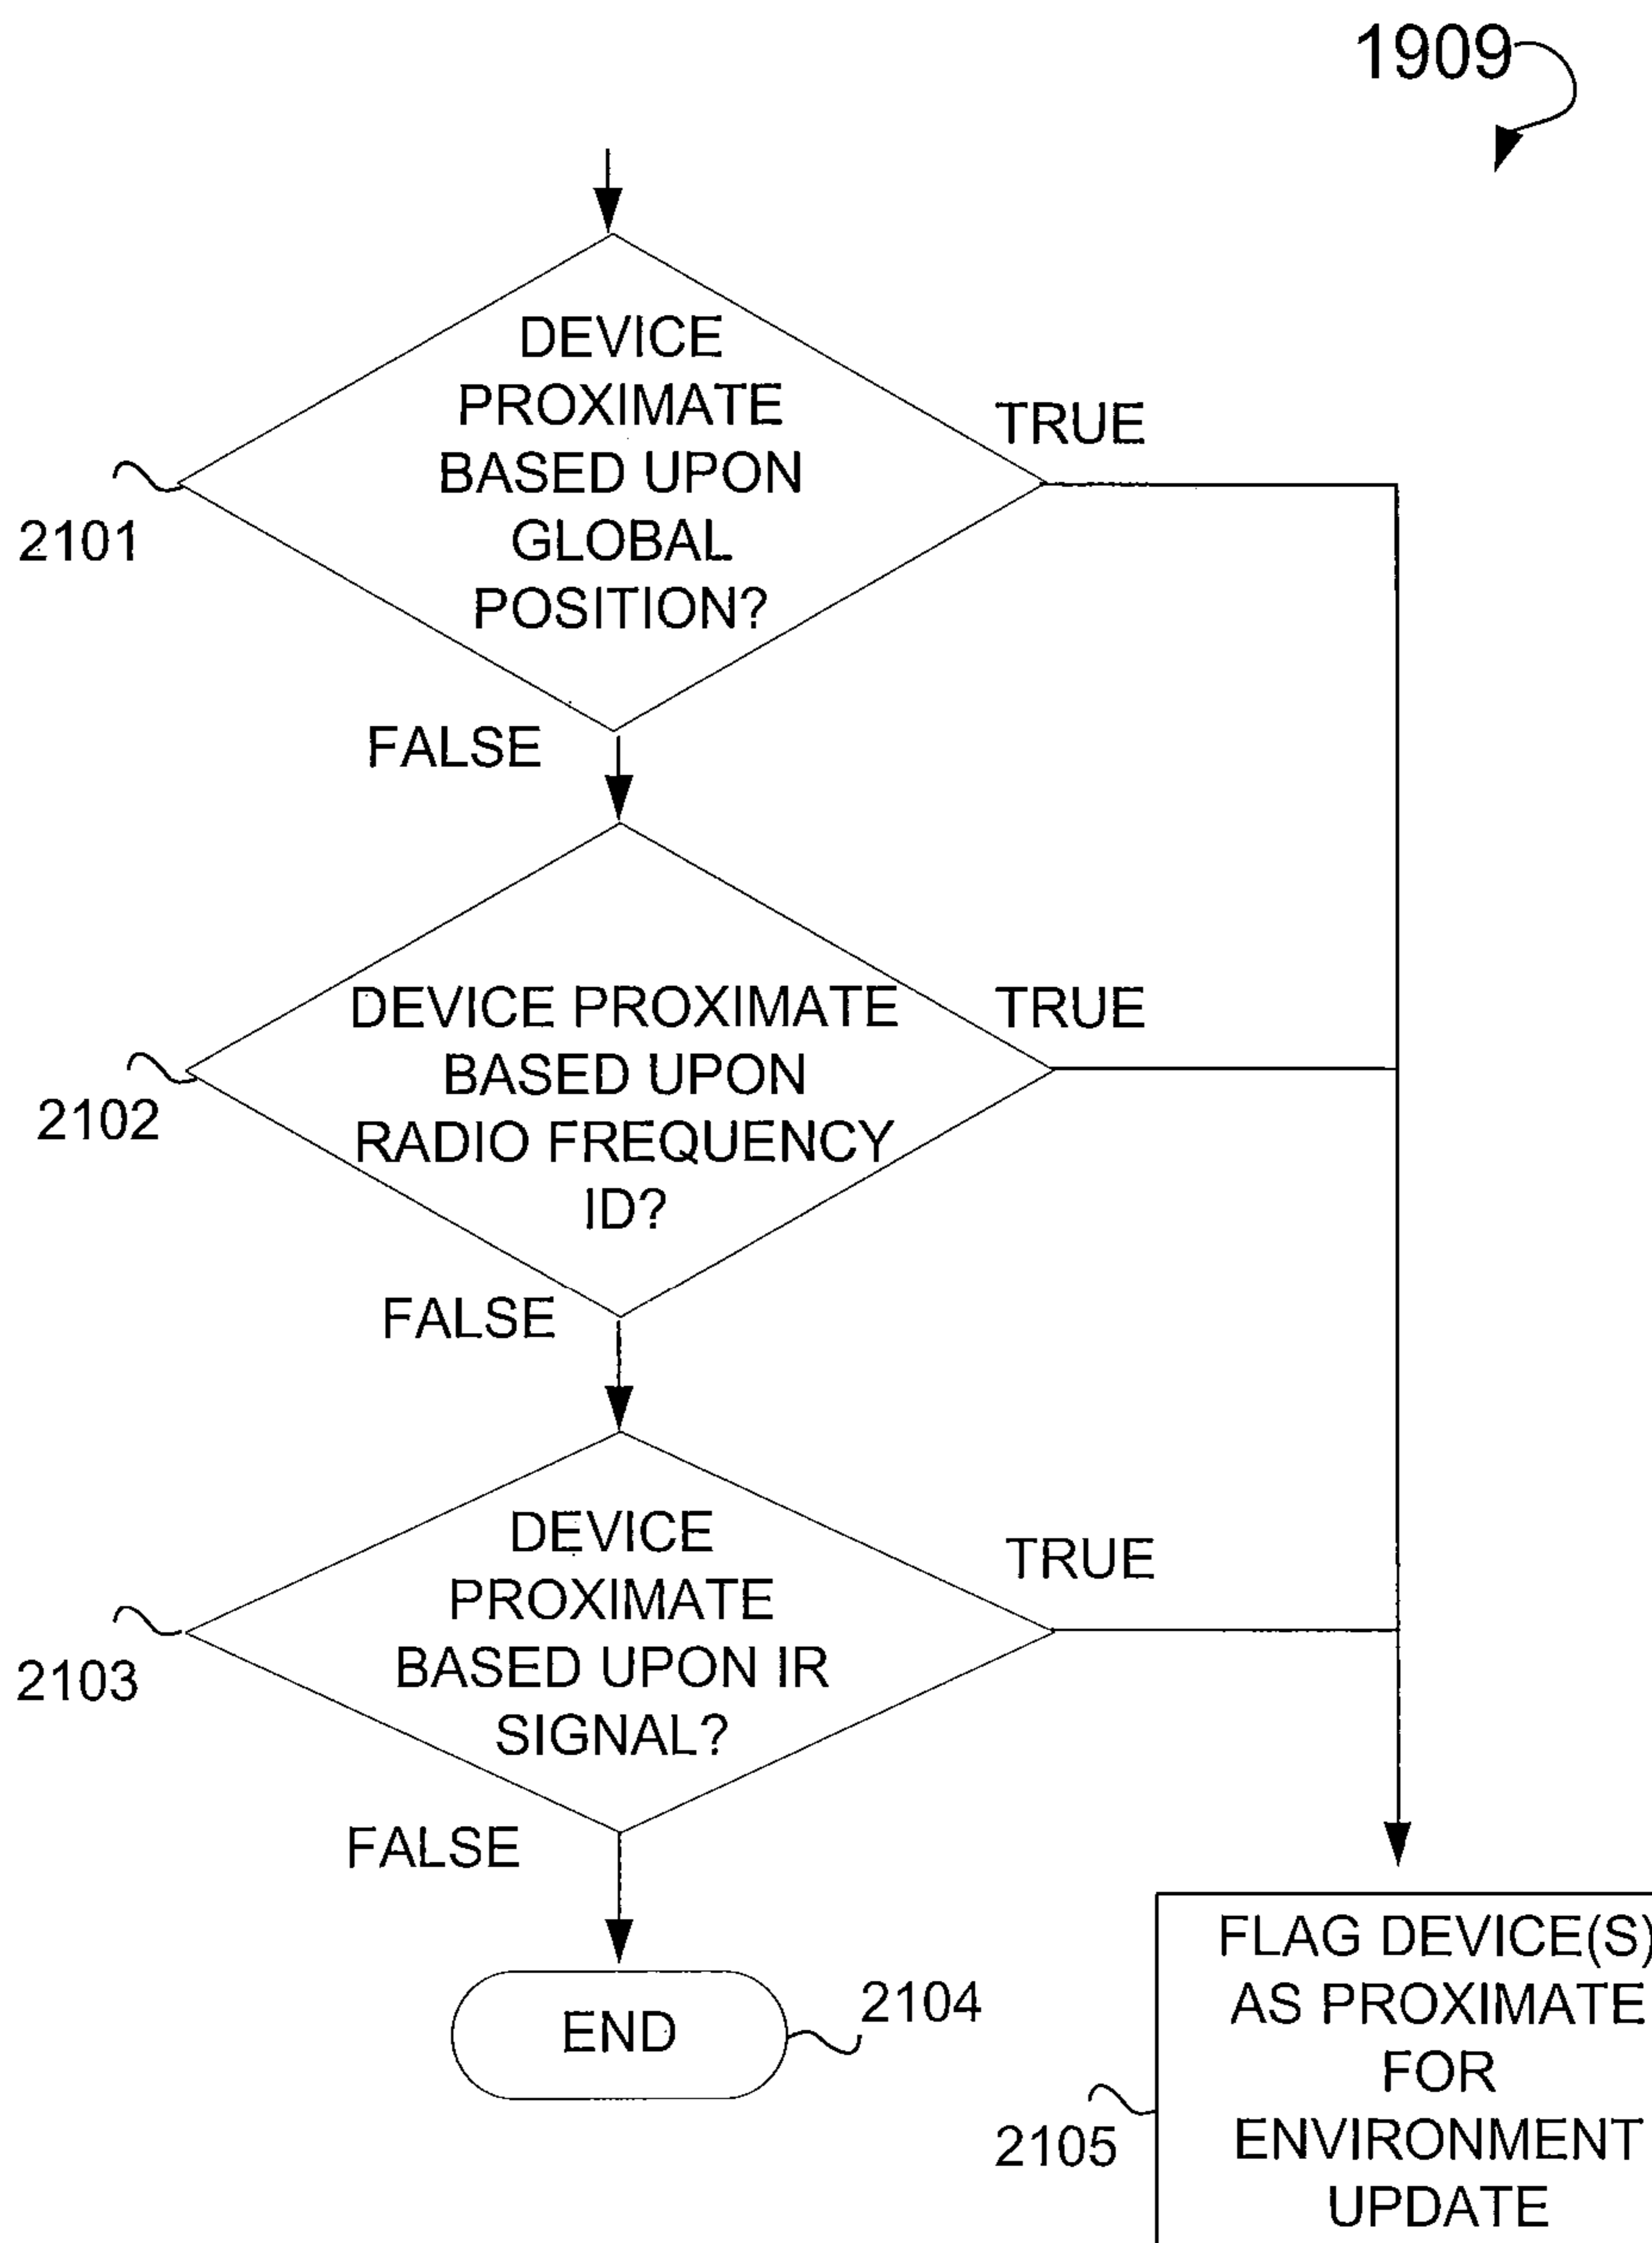 1909
DEVICE
PROXIMATE
BASED UPON
GLOBAL
POSITION?
TRUE
2101
FALSE
DEVICE PROXIMATE
BASED UPON
RADIO FREQUENCY
ID?
TRUE
2102
FALSE
DEVICE
PROXIMATE
BASED UPON IR
SIGNAL?
TRUE
2103
FALSE
END
2104
FLAG DEVICE(S)
AS PROXIMATE
FOR
ENVIRONMENT
UPDATE
2105